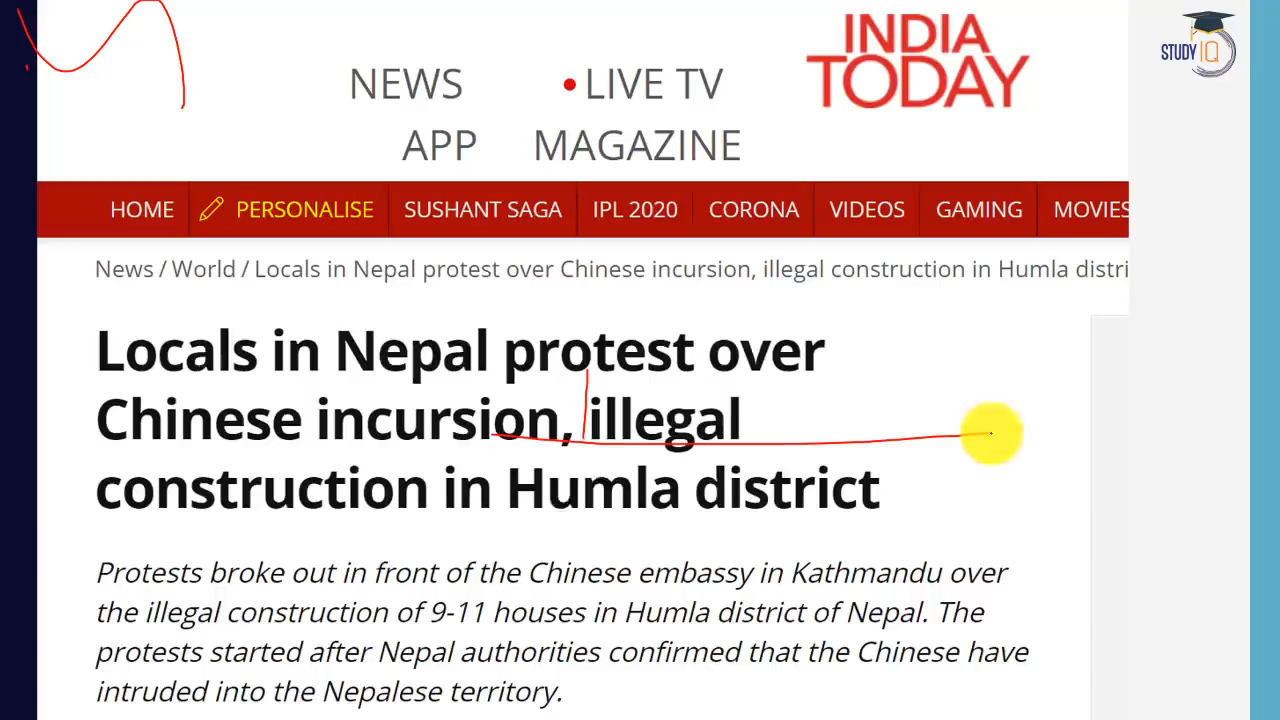 INDIA
TODAY
STUDY IQ
NEWS
LIVE TV
APP
MAGAZINE
HOME
PERSONALISE
SUSHANT SAGA
IPL 2020
CORONA
VIDEOS
GAMING
MOVIES
News / World / Locals in Nepal protest over Chinese incursion, illegal construction in Humla distri
Locals in Nepal protest over
Chinese incursion, illegal
construction in Humla district
Protests broke out in front of the Chinese embassy in Kathmandu over
the illegal construction of 9-11 houses in Humla district of Nepal. The
protests started after Nepal authorities confirmed that the Chinese have
intruded into the Nepalese territory.